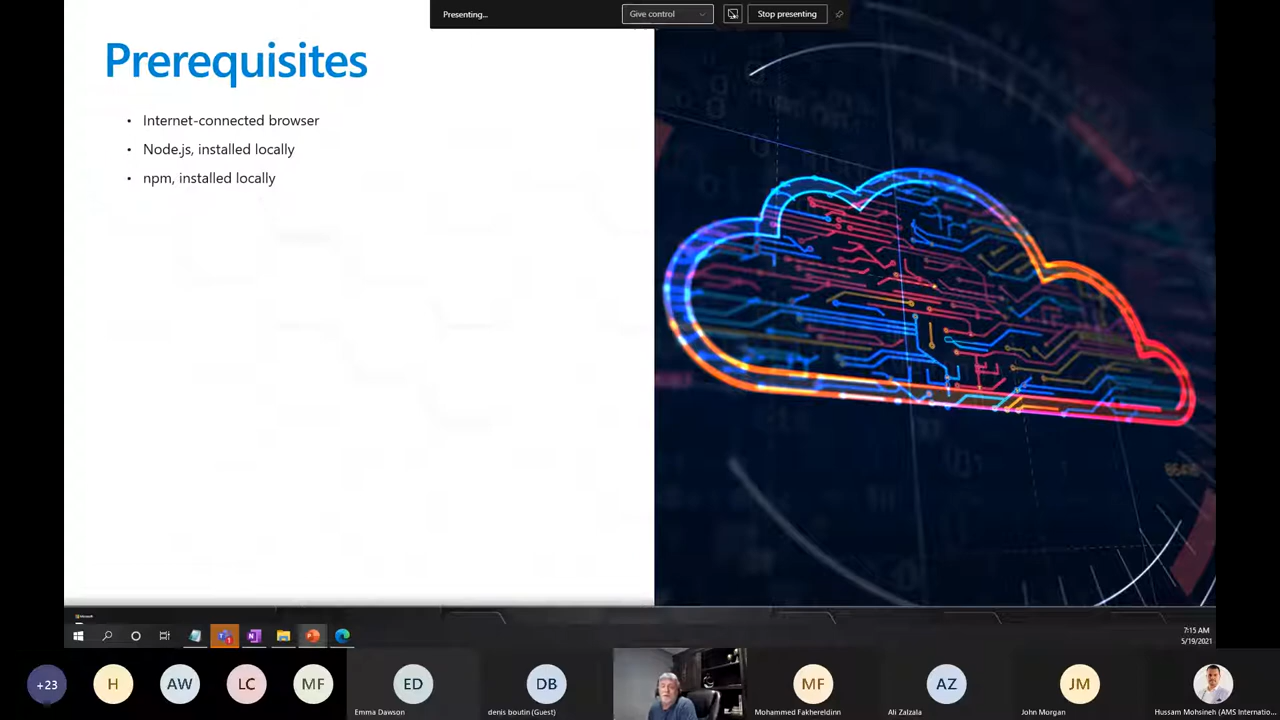 Presenting...
Give control
Stop presenting
Prerequisites
• Internet-connected browser
• Node.js, installed locally
• npm, installed locally
Microsoft
7:15 AM
5/19/2021
+23
H
AW
LC
MF
ED
Emma Dawson
DB
denis boutin (Guest)
MF
Mohammed Fakhereldinn
AZ
Ali Zalzala
JM
John Morgan
Hussam Mohsineh (AMS Internatio...